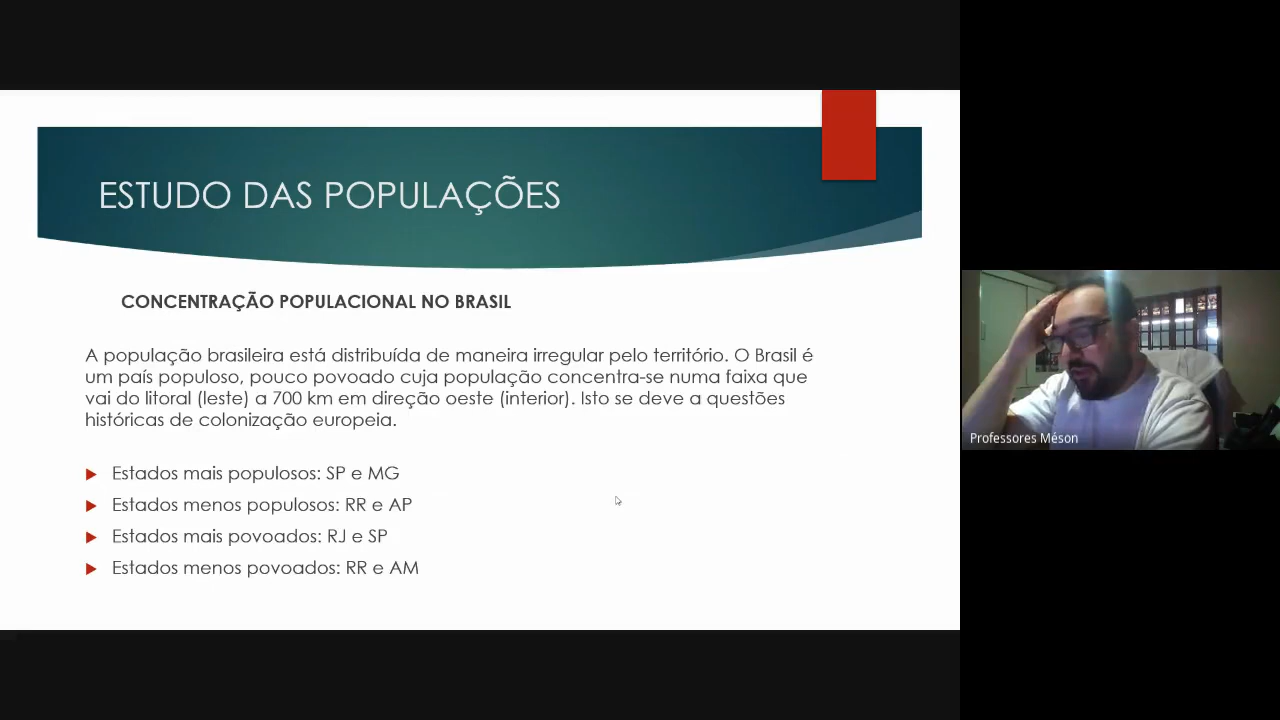 ESTUDO DAS POPULAÇÕES
CONCENTRAÇÃO POPULACIONAL NO BRASIL
A população brasileira está distribuída de maneira irregular pelo território. O Brasil é
um país populoso, pouco povoado cuja população concentra-se numa faixa que
vai do litoral (leste) a 700 km em direção oeste (interior). Isto se deve a questões
históricas de colonização europeia.
Estados mais populosos: SP e MG
Estados menos populosos: RR e AP
Estados mais povoados: RJ e SP
Estados menos povoados: RR e AM
Professores Méson